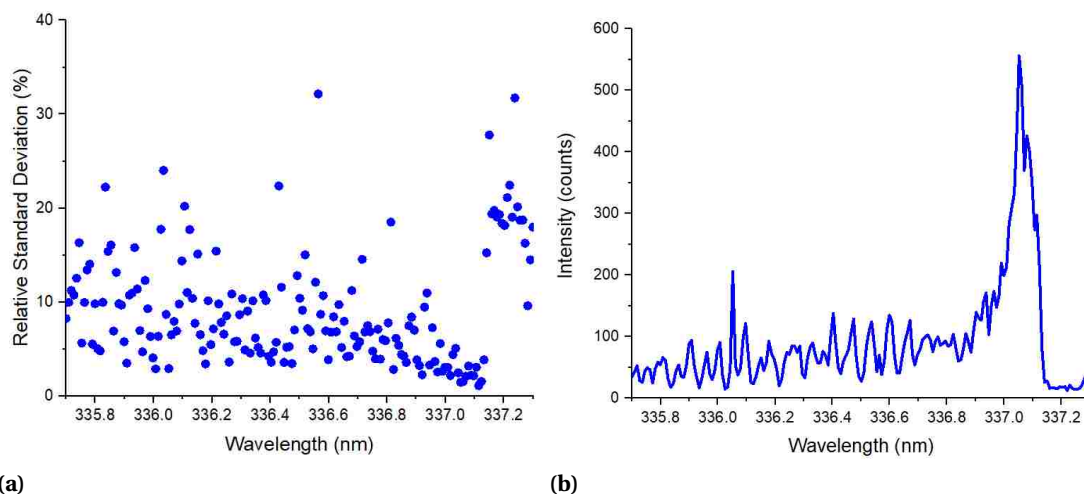 40
30
20
10
0
Relative Standard Deviation (%)
335.8 336.0 336.2 336.4 336.6 336.8 337.0 337.2
Wavelength (nm)
(a)
600
500
400
300
200
100
0
Intensity (counts)
335.8 336.0 336.2 336.4 336.6 336.8 337.0 337.2
Wavelength (nm)
(b)